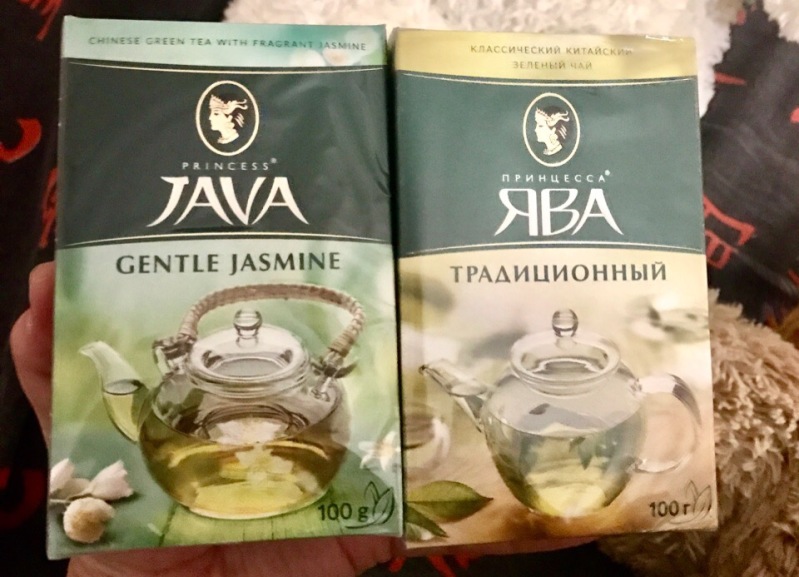 CHINESE GREEN TEA WITH FRAGRANT JASMINE
PRINCESS®
JAVA
GENTLE JASMINE
100 g
КЛАССИЧЕСКИЙ КИТАЙСКИЙ
ЗЕЛЕНЫЙ ЧАЙ
ПРИНЦЕССА®
ЯВА
ТРАДИЦИОННЫЙ
100 г